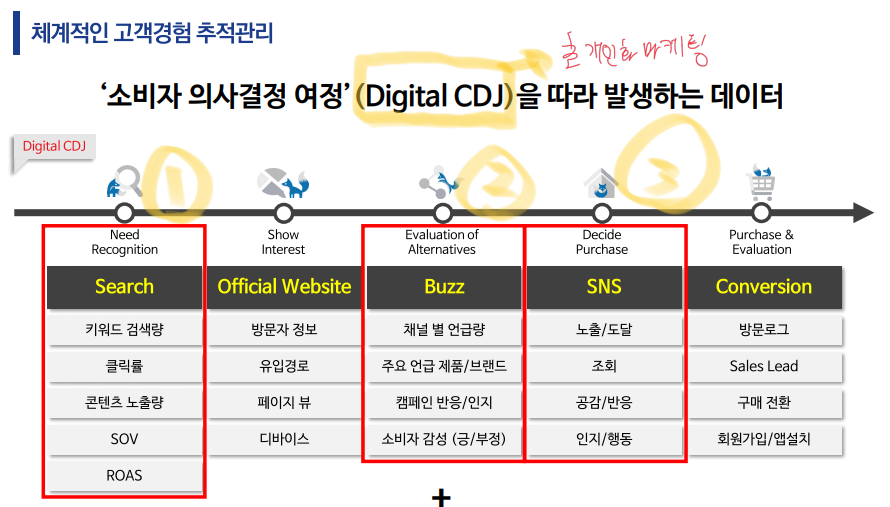 체계적인 고객경험 추적관리
개인화 마케팅
‘소비자 의사결정 여정’(Digital CDJ)을 따라 발생하는 데이터
Digital CDJ
1
2
3
Need
Recognition
Show
Interest
Evaluation of
Alternatives
Decide
Purchase
Purchase &
Evaluation
Search
Official Website
Buzz
SNS
Conversion
키워드 검색량
방문자 정보
채널 별 언급량
노출/도달
방문로그
클릭률
유입경로
주요 언급 제품/브랜드
조회
Sales Lead
콘텐츠 노출량
페이지 뷰
캠페인 반응/인지
공감/반응
구매 전환
SOV
디바이스
소비자 감성 (긍/부정)
인지/행동
회원가입/앱설치
ROAS
+